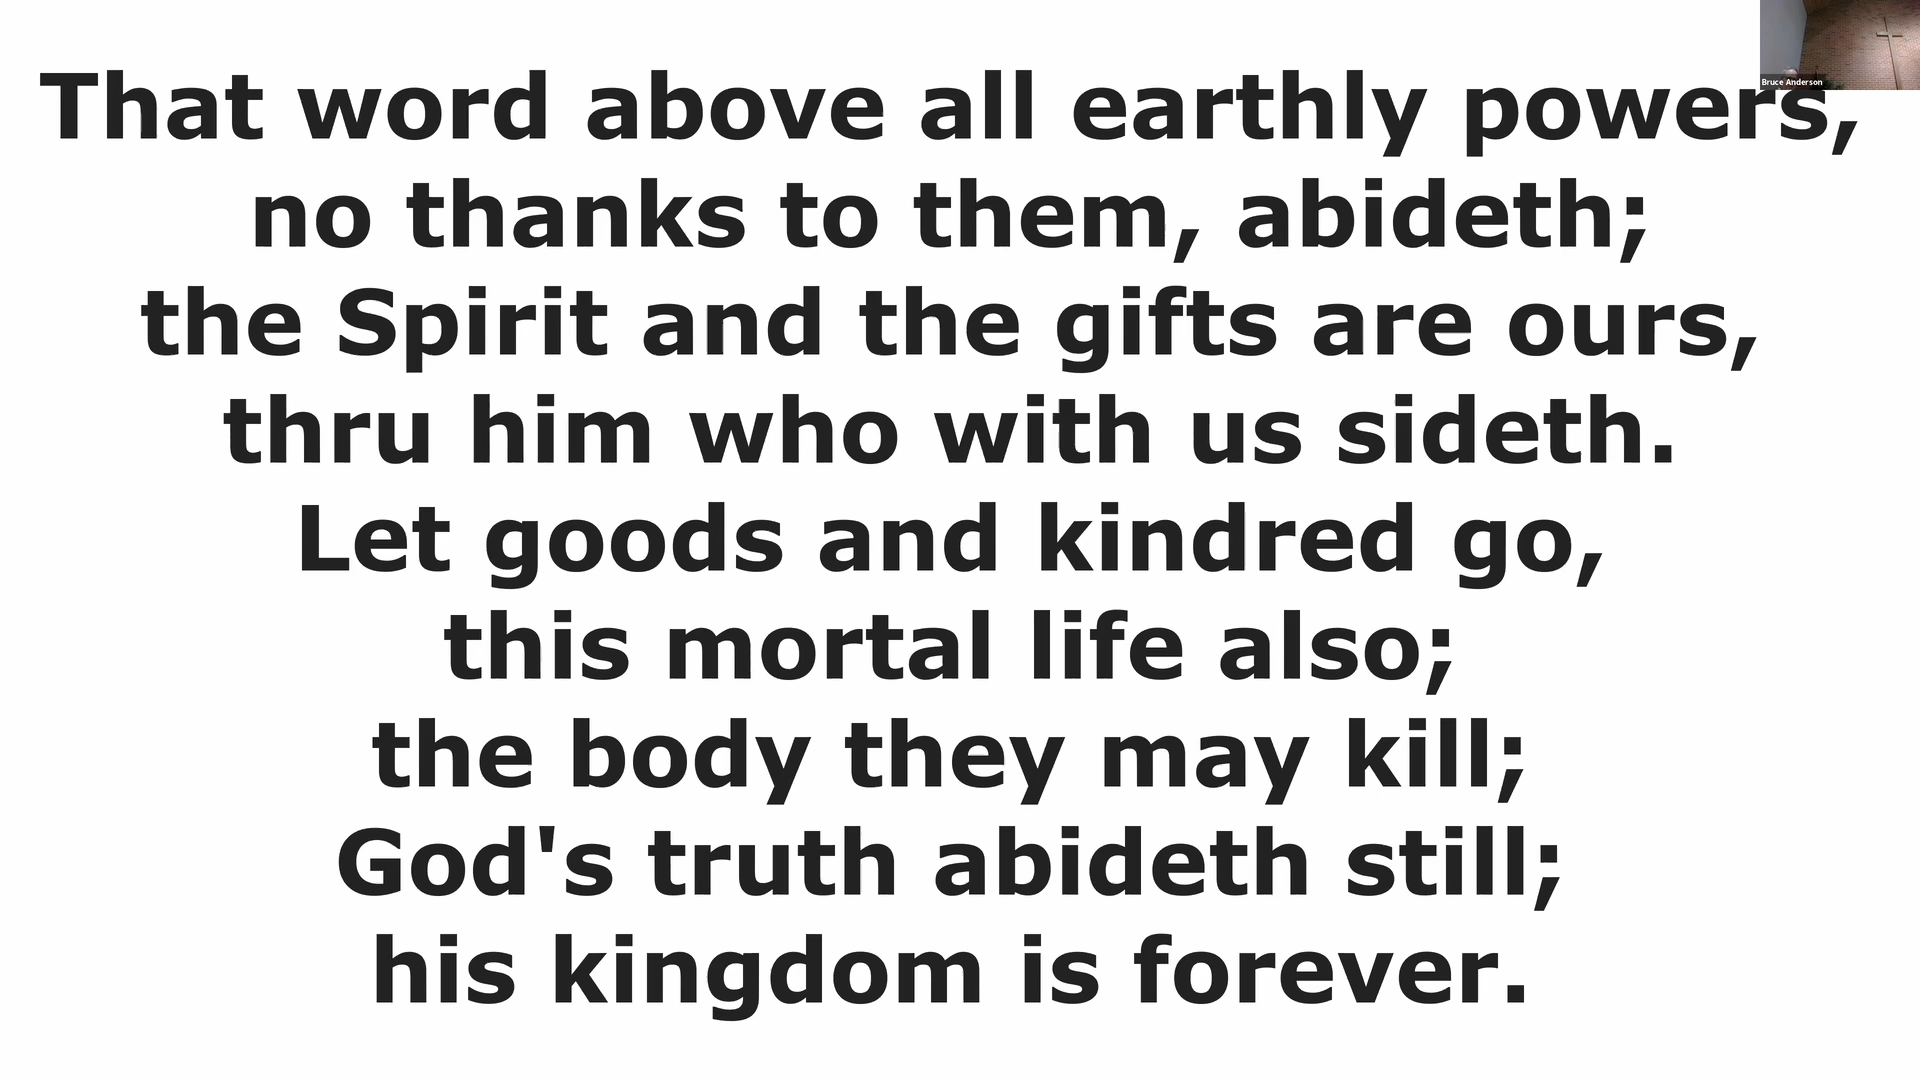 Bruce Anderson
That word above all earthly powers,
no thanks to them, abideth;
the Spirit and the gifts are ours,
thru him who with us sideth.
Let goods and kindred go,
this mortal life also;
the body they may kill;
God's truth abideth still;
his kingdom is forever.